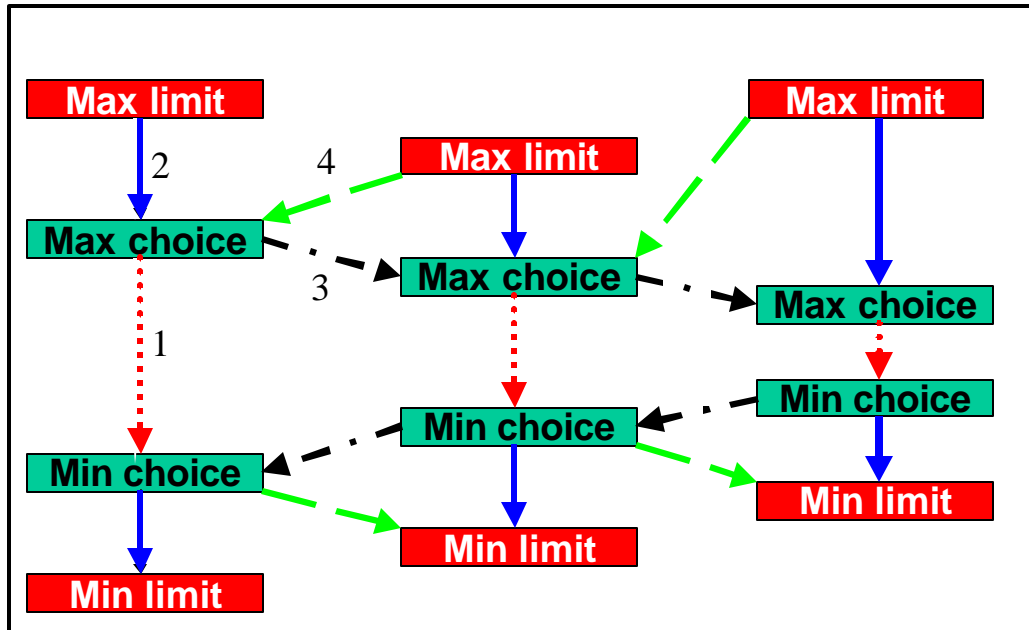 Max limit
Max limit
Max limit
2
4
Max choice
Max choice
3
Max choice
1
Min choice
Min choice
Min choice
Min limit
Min limit
Min limit